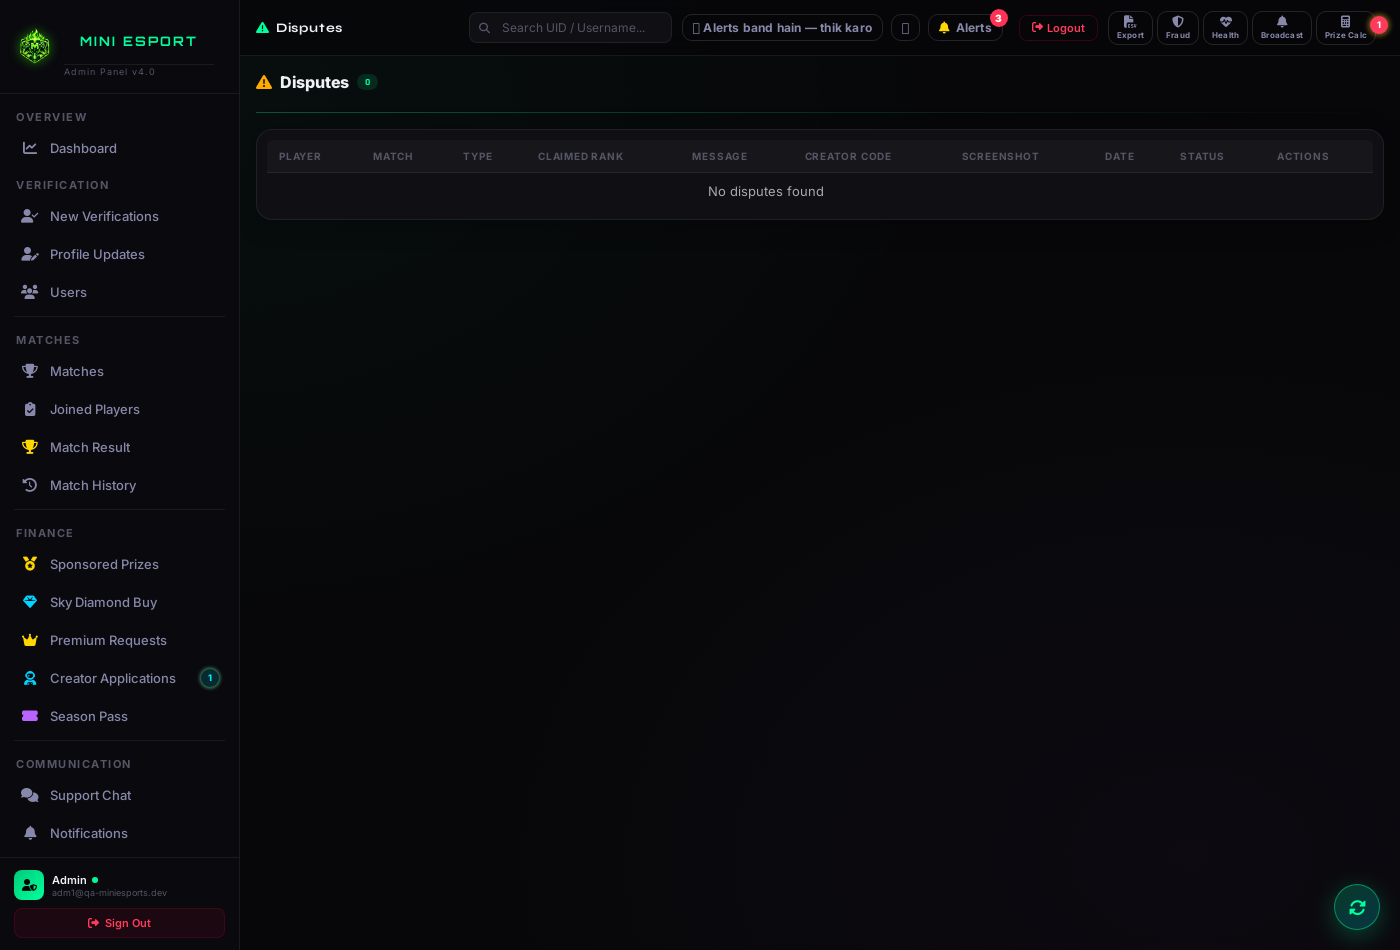 MINI ESPORT
Admin Panel v4.0
OVERVIEW
Dashboard
VERIFICATION
New Verifications
Profile Updates
Users
MATCHES
Matches
Joined Players
Match Result
Match History
FINANCE
Sponsored Prizes
Sky Diamond Buy
Premium Requests
Creator Applications 1
Season Pass
COMMUNICATION
Support Chat
Notifications
Admin
adm1@qa-miniesports.dev
Sign Out
Disputes
Search UID / Username...
Alerts band hain — thik karo
Alerts 3
Logout
Export
Fraud
Health
Broadcast
Prize Calc 1
Disputes 0
PLAYER MATCH TYPE CLAIMED RANK MESSAGE CREATOR CODE SCREENSHOT DATE STATUS ACTIONS
No disputes found